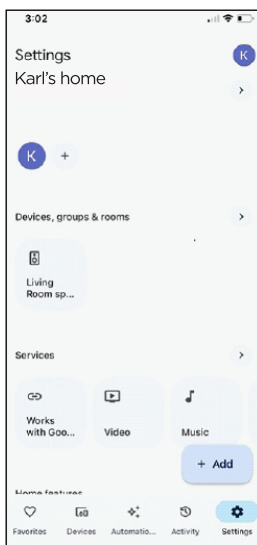 3:02
Settings
K
Karl's home
K +
Devices, groups & rooms
Living
Room sp...
Services
Works
with Goo...
Video
Music
+ Add
Home features
Favorites
Devices
Automatio...
Activity
Settings